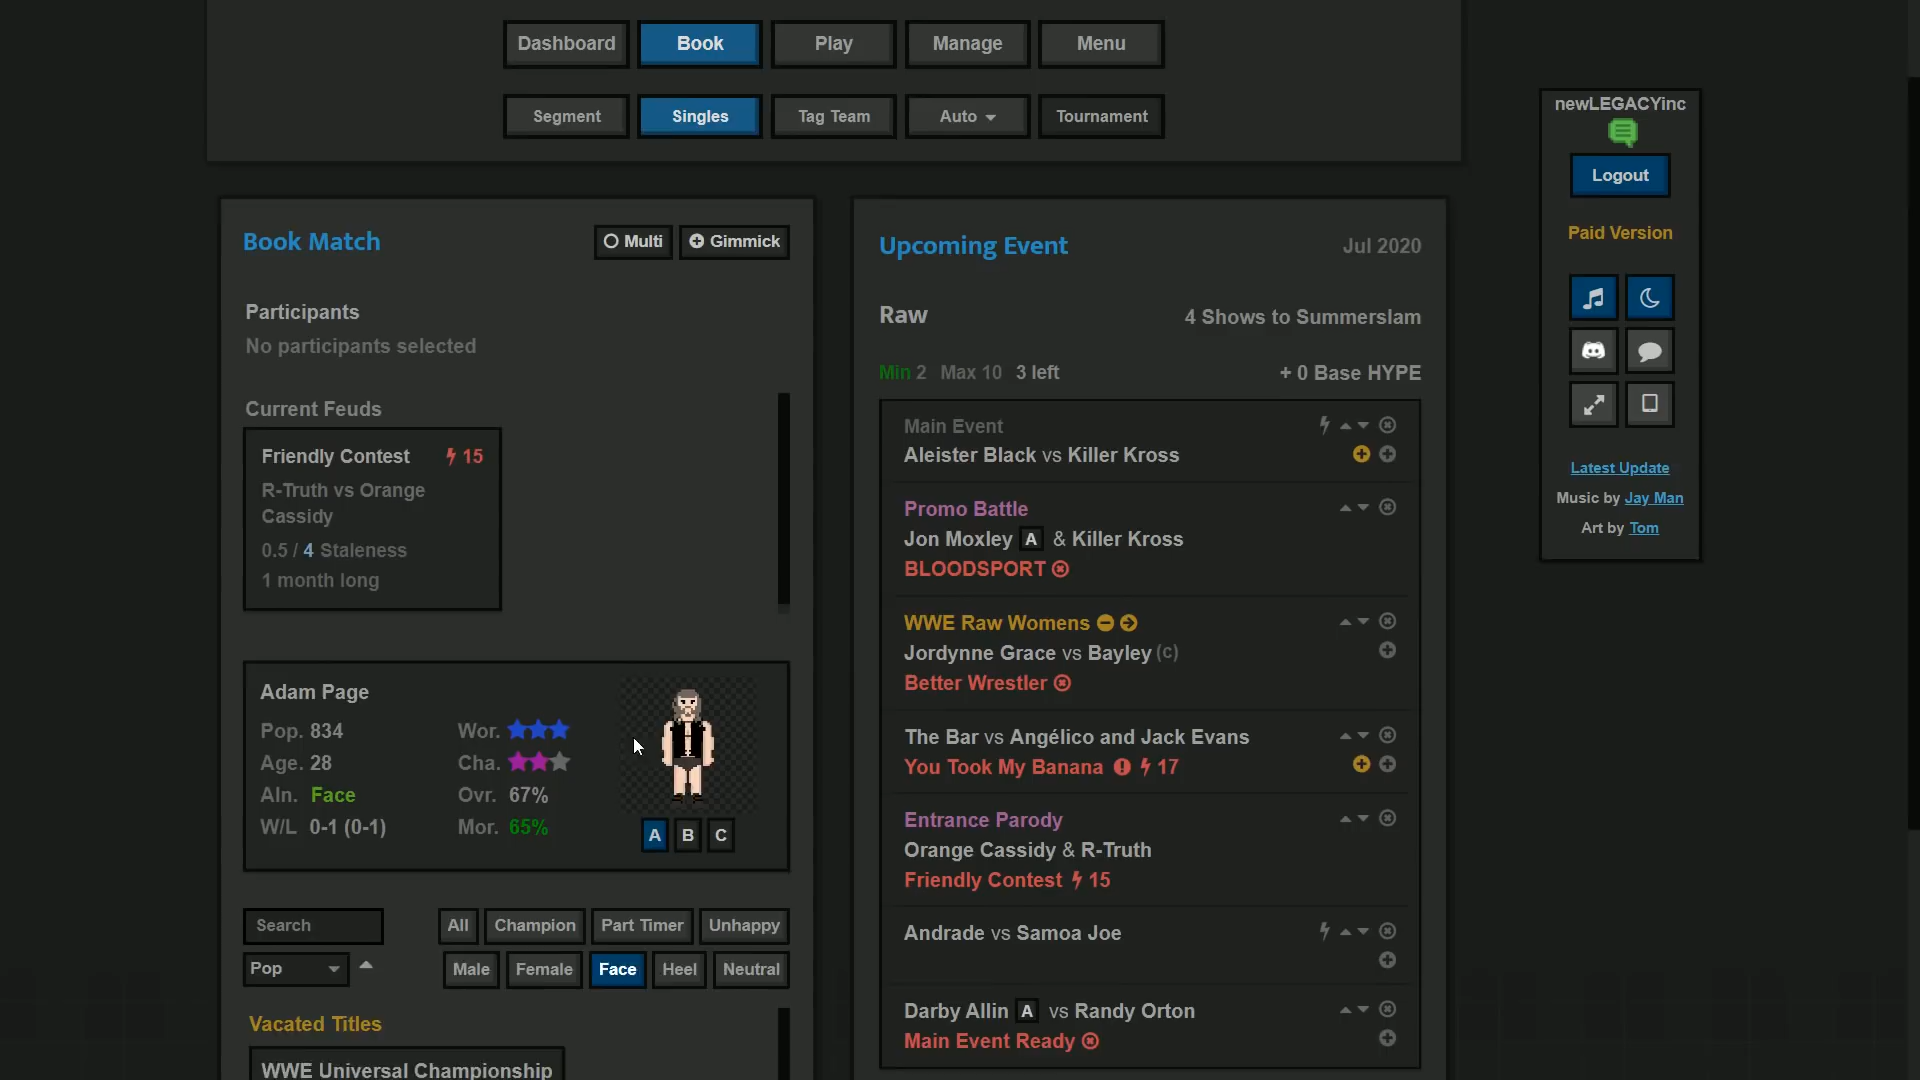 Dashboard
Book
Play
Manage
Menu
Segment
Singles
Tag Team
Auto
Tournament
newLEGACYinc
Logout
Paid Version
Latest Update
Music by Jay Man
Art by Tom
Book Match
Multi
Gimmick
Participants
No participants selected
Current Feuds
Friendly Contest 15
R-Truth vs Orange
Cassidy
0.5 / 4 Staleness
1 month long
Adam Page
Pop. 834
Wor.
Age. 28
Cha.
Aln. Face
Ovr. 67%
W/L 0-1 (0-1)
Mor. 65%
A B C
Search
All
Champion
Part Timer
Unhappy
Pop
Male
Female
Face
Heel
Neutral
Vacated Titles
WWE Universal Championship
Upcoming Event
Jul 2020
Raw
4 Shows to Summerslam
Min 2 Max 10 3 left
+ 0 Base HYPE
Main Event
Aleister Black vs Killer Kross
Promo Battle
Jon Moxley A & Killer Kross
BLOODSPORT
WWE Raw Womens
Jordynne Grace vs Bayley (c)
Better Wrestler
The Bar vs Angélico and Jack Evans
You Took My Banana 17
Entrance Parody
Orange Cassidy & R-Truth
Friendly Contest 15
Andrade vs Samoa Joe
Darby Allin A vs Randy Orton
Main Event Ready